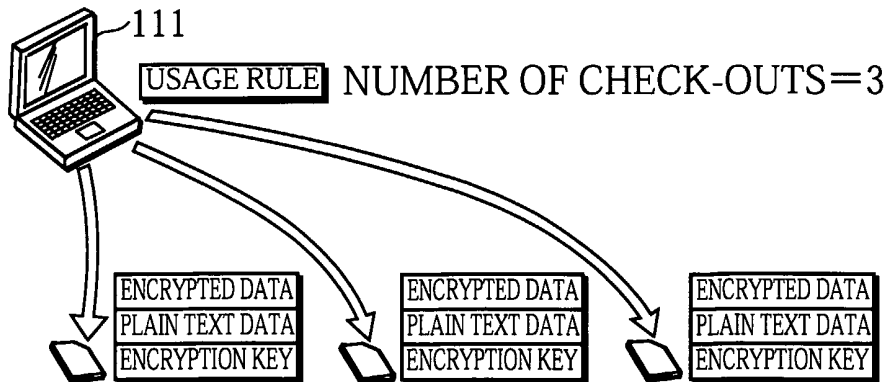 111
USAGE RULE NUMBER OF CHECK-OUTS=3
ENCRYPTED DATA ENCRYPTED DATA ENCRYPTED DATA
PLAIN TEXT DATA PLAIN TEXT DATA PLAIN TEXT DATA
ENCRYPTION KEY ENCRYPTION KEY ENCRYPTION KEY